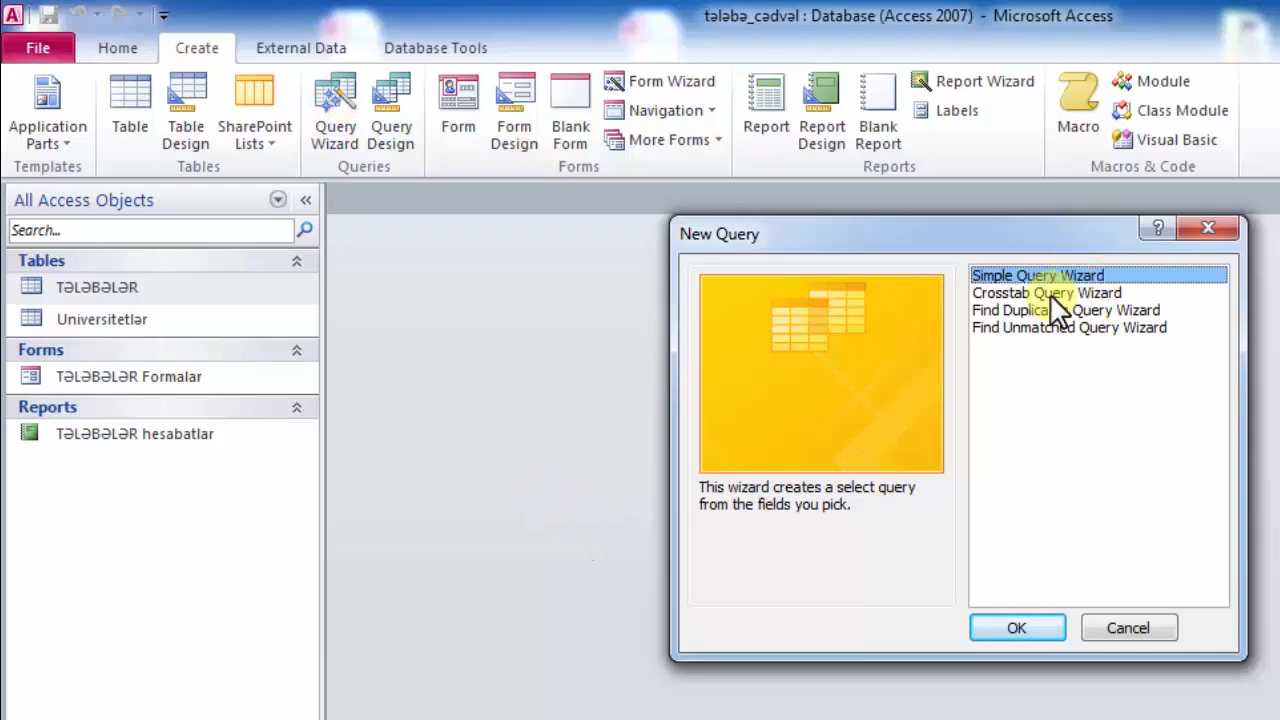 A
tələbə_cədvəl : Database (Access 2007) - Microsoft Access
File Home Create External Data Database Tools
Application Parts
Table
Table Design
SharePoint Lists
Query Wizard
Query Design
Form
Form Design
Blank Form
Form Wizard
Navigation
More Forms
Report
Report Design
Blank Report
Report Wizard
Labels
Macro
Module
Class Module
Visual Basic
Templates Tables Queries Forms Reports Macros & Code
All Access Objects
Search...
Tables
TƏLƏBƏLƏR
Universitetlər
Forms
TƏLƏBƏLƏR Formalar
Reports
TƏLƏBƏLƏR hesabatlar
New Query
Simple Query Wizard
Crosstab Query Wizard
Find Duplicates Query Wizard
Find Unmatched Query Wizard
This wizard creates a select query
from the fields you pick.
OK Cancel